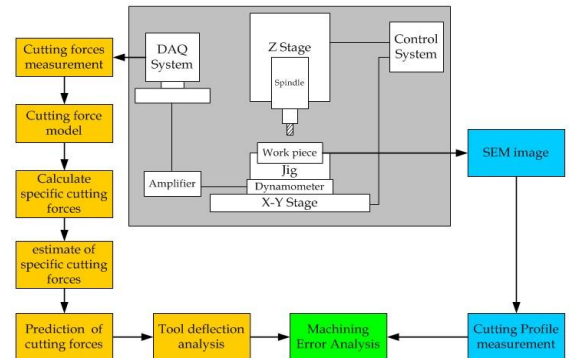 Cutting forces
measurement
DAQ
System
Z Stage
Spindle
Control
System
Cutting force
model
Work piece
Jig
Dynamometer
X-Y Stage
Amplifier
SEM image
Calculate
specific cutting
forces
estimate of
specific cutting
forces
Prediction of
cutting forces
Tool deflection
analysis
Machining
Error Analysis
Cutting Profile
measurement